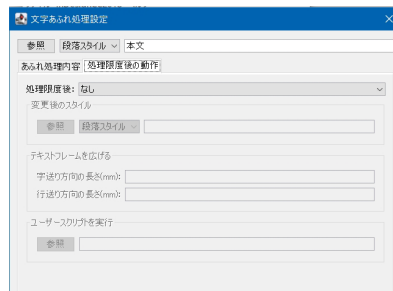 文字あふれ処理設定
参照 段落スタイル 本文
あふれ処理内容 処理限度後の動作
処理限度後: なし
変更後のスタイル
参照 段落スタイル
テキストフレームを広げる
字送り方向の長さ(mm):
行送り方向の長さ(mm):
ユーザースクリプトを実行
参照